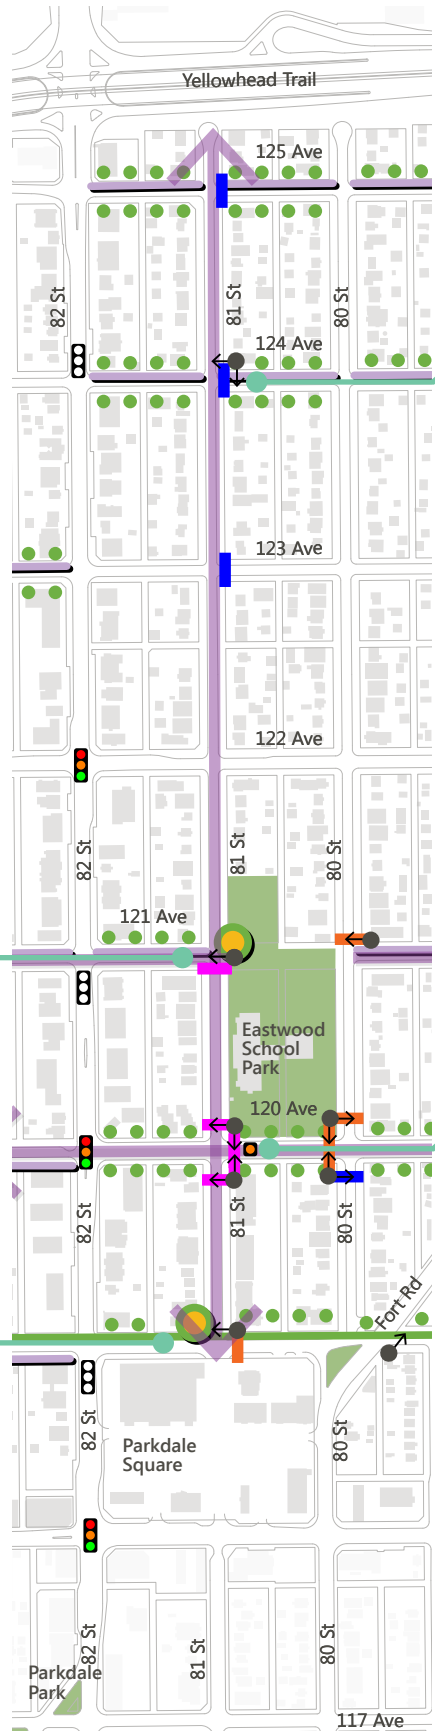 Yellowhead Trail
125 Ave
82 St
81 St
80 St
124 Ave
123 Ave
122 Ave
82 St
81 St
80 St
121 Ave
Eastwood
School
Park
120 Ave
82 St
81 St
80 St
Fort Rd
82 St
80 St
Parkdale
Square
82 St
81 St
80 St
Parkdale
Park
117 Ave